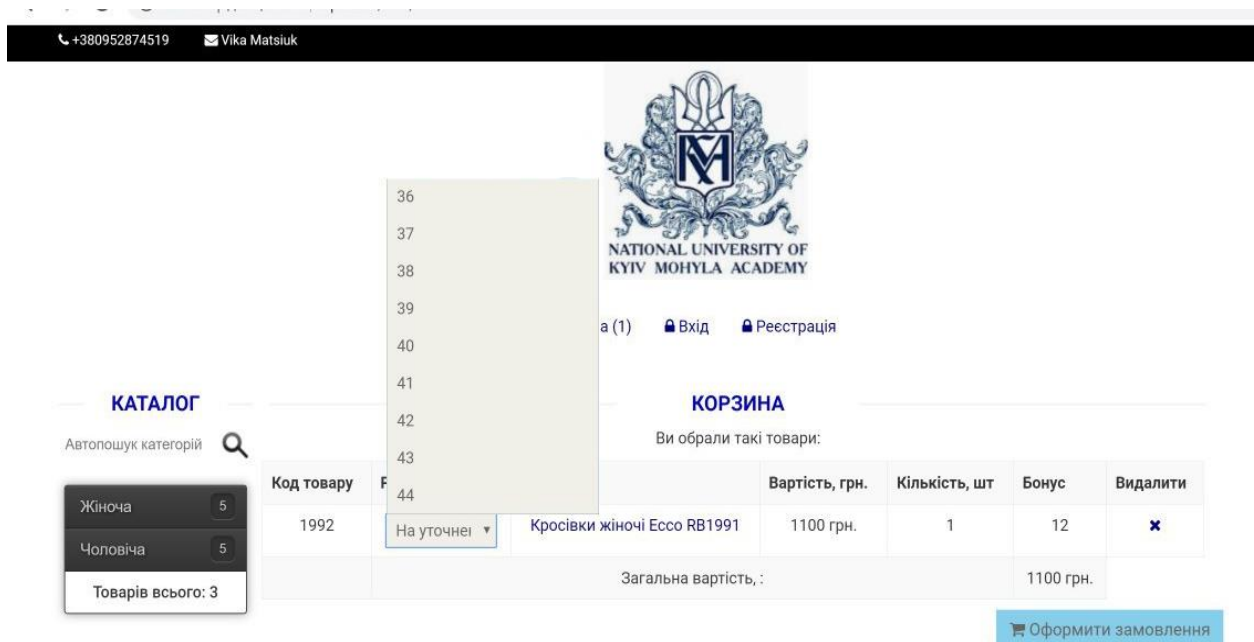 +380952874519 Vika Matsiuk
NATIONAL UNIVERSITY OF
KYIV MOHYLA ACADEMY
36
37
38
39
40
41
42
43
44
а (1) Вхід Реєстрація
КАТАЛОГ
Автопошук категорій
Жіноча 5
Чоловіча 5
Товарів всього: 3
КОРЗИНА
Ви обрали такі товари:
Код товару Вартість, грн. Кількість, шт Бонус Видалити
1992 На уточнен Кросівки жіночі Ecco RB1991 1100 грн. 1 12
Загальна вартість, : 1100 грн.
Оформити замовлення